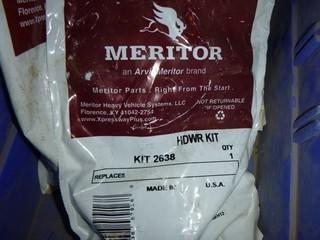 MERITOR
an ArvinMeritor brand
Meritor Parts. Right From The Start.
Meritor Heavy Vehicle Systems, LLC
Florence, KY 41042-2754
www.XpresswayPlus.com
NOT RETURNABLE
IF OPENED
HDWR KIT
KIT 2638
QTY
1
REPLACES
MADE IN: U.S.A.